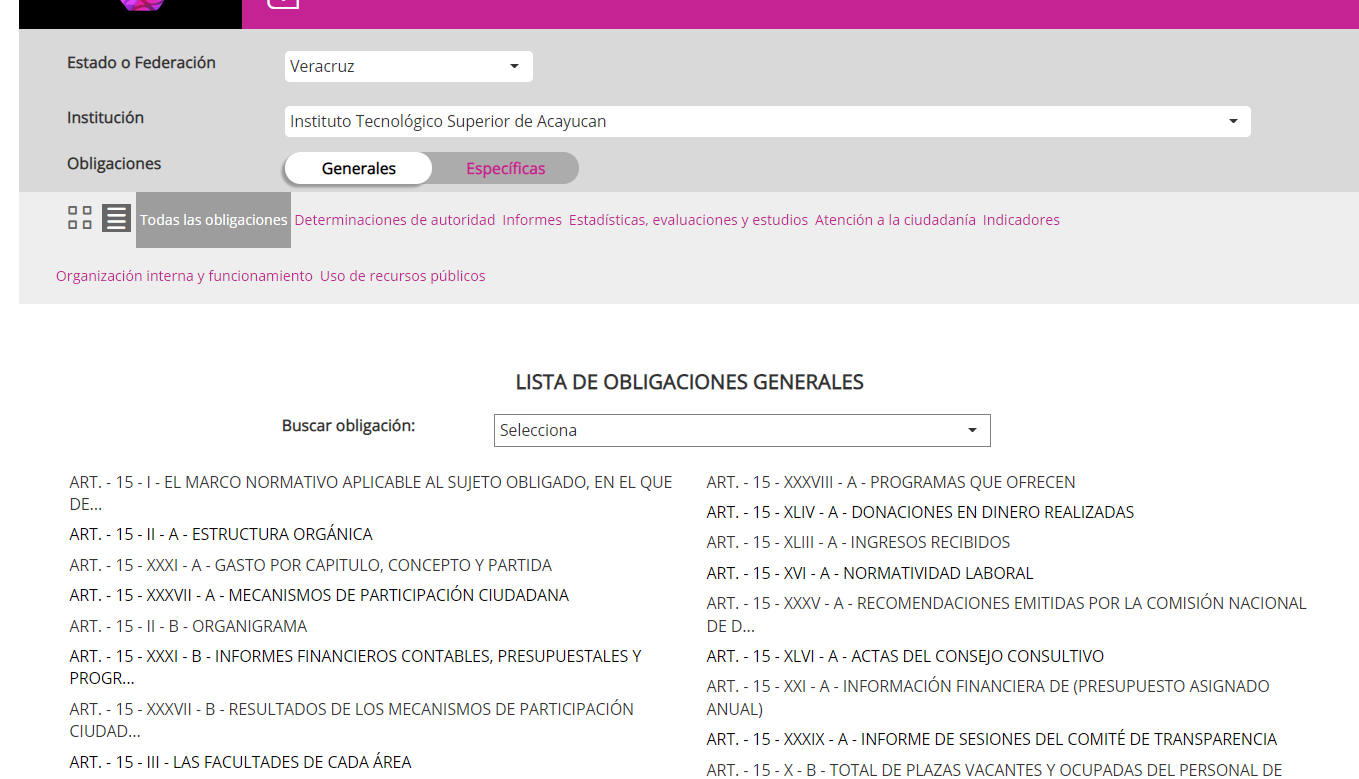 Estado o Federación
Veracruz
Institución
Instituto Tecnológico Superior de Acayucan
Obligaciones
Generales Específicas
Todas las obligaciones Determinaciones de autoridad Informes Estadísticas, evaluaciones y estudios Atención a la ciudadanía Indicadores
Organización interna y funcionamiento Uso de recursos públicos
LISTA DE OBLIGACIONES GENERALES
Buscar obligación:
Selecciona
ART. - 15 - I - EL MARCO NORMATIVO APLICABLE AL SUJETO OBLIGADO, EN EL QUE
DE...
ART. - 15 - II - A - ESTRUCTURA ORGÁNICA
ART. - 15 - XXXI - A - GASTO POR CAPITULO, CONCEPTO Y PARTIDA
ART. - 15 - XXXVII - A - MECANISMOS DE PARTICIPACIÓN CIUDADANA
ART. - 15 - II - B - ORGANIGRAMA
ART. - 15 - XXXI - B - INFORMES FINANCIEROS CONTABLES, PRESUPUESTALES Y
PROGR...
ART. - 15 - XXXVII - B - RESULTADOS DE LOS MECANISMOS DE PARTICIPACIÓN
CIUDAD...
ART. - 15 - III - LAS FACULTADES DE CADA ÁREA
ART. - 15 - XXXVIII - A - PROGRAMAS QUE OFRECEN
ART. - 15 - XLIV - A - DONACIONES EN DINERO REALIZADAS
ART. - 15 - XLIII - A - INGRESOS RECIBIDOS
ART. - 15 - XVI - A - NORMATIVIDAD LABORAL
ART. - 15 - XXXV - A - RECOMENDACIONES EMITIDAS POR LA COMISIÓN NACIONAL
DE D...
ART. - 15 - XLVI - A - ACTAS DEL CONSEJO CONSULTIVO
ART. - 15 - XXI - A - INFORMACIÓN FINANCIERA DE (PRESUPUESTO ASIGNADO
ANUAL)
ART. - 15 - XXXIX - A - INFORME DE SESIONES DEL COMITÉ DE TRANSPARENCIA
ART. - 15 - X - B - TOTAL DE PLAZAS VACANTES Y OCUPADAS DEL PERSONAL DE